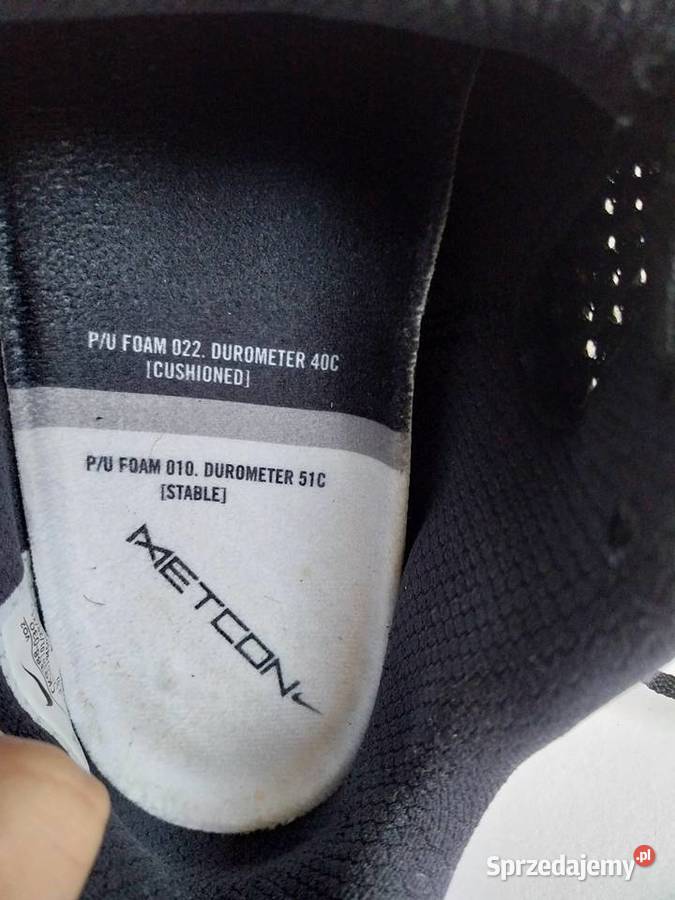 P/U FOAM 022. DUROMETER 40C
[CUSHIONED]
P/U FOAM 010. DUROMETER 51C
[STABLE]
METCON
Sprzedajemy.pl